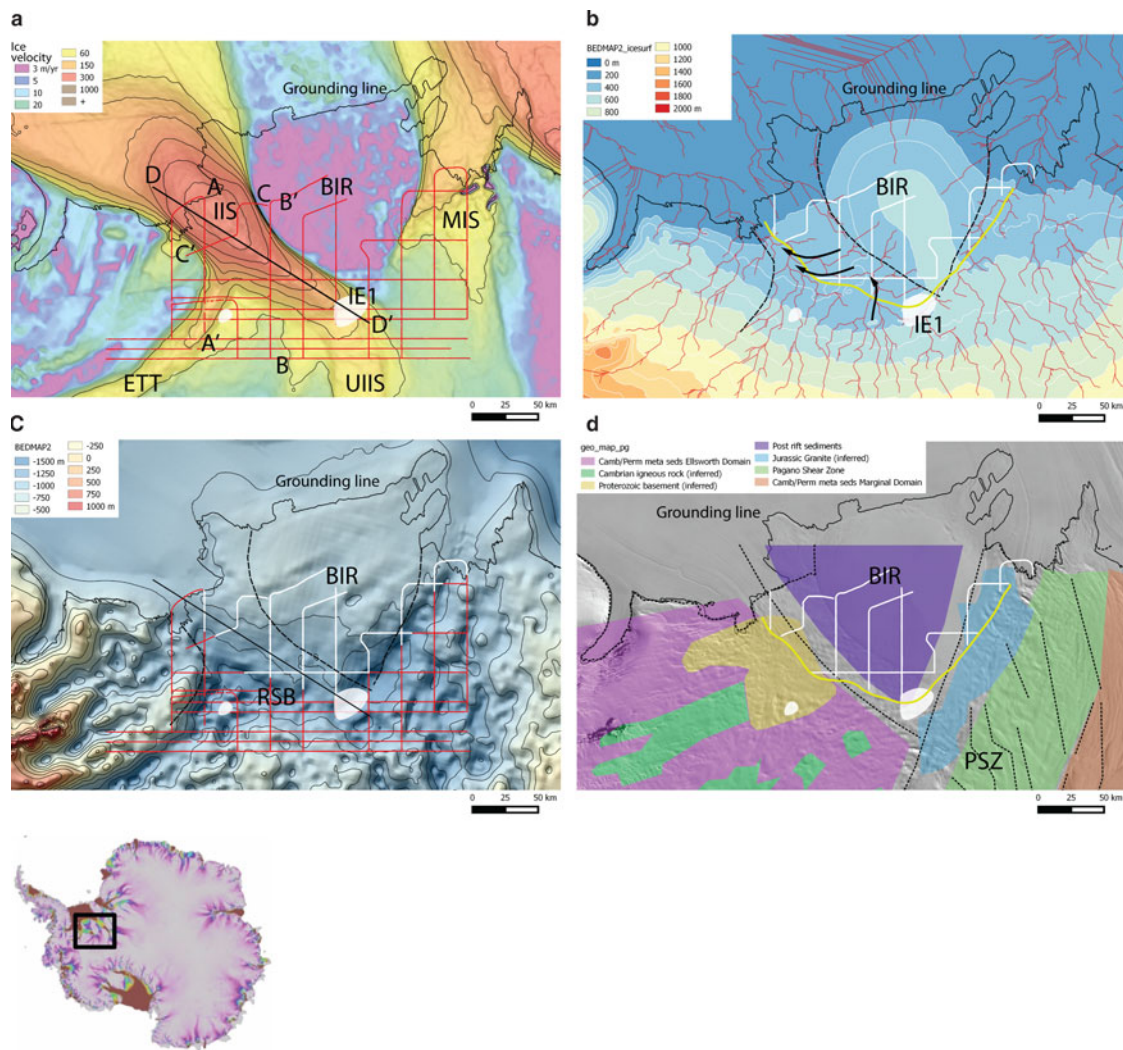 a
Ice
velocity
3 m/yr
5
10
20
60
150
300
1000
+
Grounding line
D
A
IIS
C
B'
BIR
MIS
C'
IE1
D'
A'
B
ETT
UIIS
0 25 50 km
b
BEDMAP2_icesurf
0 m
200
400
600
800
1000
1200
1400
1600
1800
2000 m
Grounding line
BIR
IE1
0 25 50 km
C
BEDMAP2
-1500 m
-1250
-1000
-750
-500
-250
0
250
500
750
1000 m
Grounding line
BIR
RSB
0 25 50 km
d
geo_map_pg
Camb/Perm meta seds Ellsworth Domain
Cambrian igneous rock (inferred)
Proterozoic basement (inferred)
Post rift sediments
Jurassic Granite (inferred)
Pagano Shear Zone
Camb/Perm meta seds Marginal Domain
Grounding line
BIR
PSZ
0 25 50 km